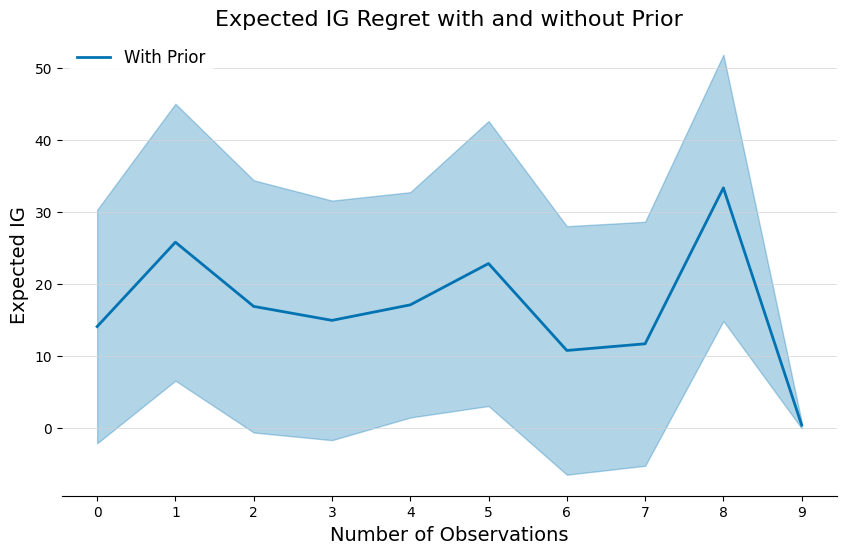 Expected IG Regret with and without Prior
With Prior
Expected IG
50
40
30
20
10
0
0 1 2 3 4 5 6 7 8 9
Number of Observations